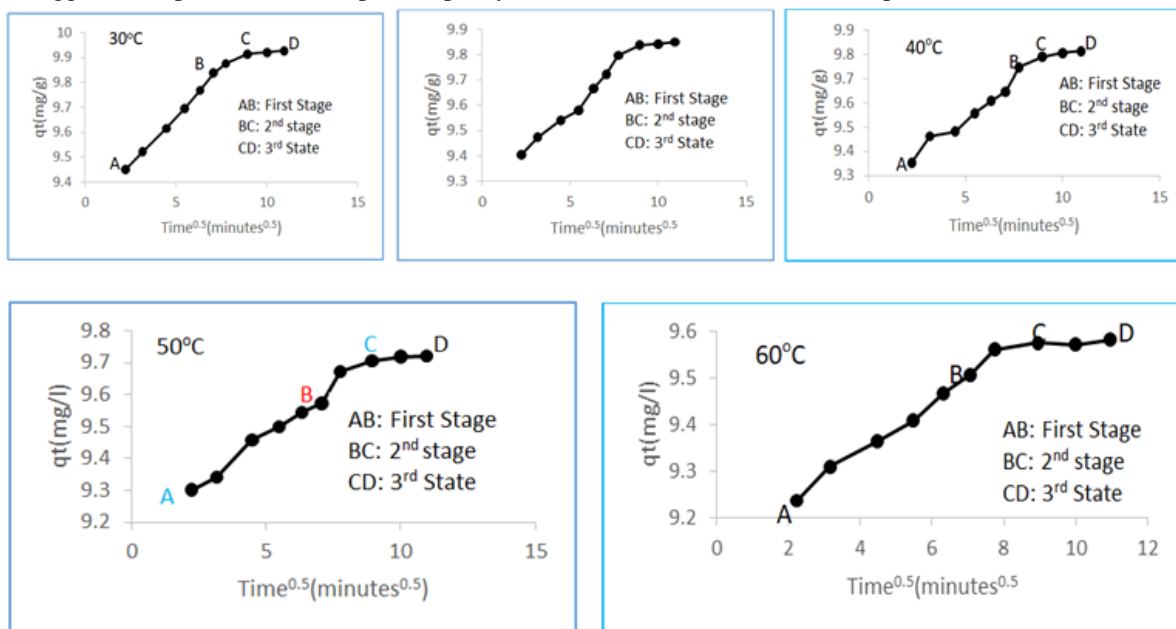 30°C
qt(mg/g)
10
9.9
9.8
9.7
9.6
9.5
9.4
A
B
C
D
AB: First Stage
BC: 2nd stage
CD: 3rd State
0
5
10
15
Time0.5(minutes0.5)
qt(mg/g)
9.9
9.8
9.7
9.6
9.5
9.4
9.3
AB: First Stage
BC: 2nd stage
CD: 3rd State
0
5
10
15
Time0.5(minutes0.5
40°C
qt(mg/g)
9.9
9.8
9.7
9.6
9.5
9.4
9.3
A
B
C
D
AB: First Stage
BC: 2nd stage
CD: 3rd State
0
5
10
15
Time0.5(minutes0.5)
50°C
qt(mg/l)
9.8
9.7
9.6
9.5
9.4
9.3
9.2
A
B
C
D
AB: First Stage
BC: 2nd stage
CD: 3rd State
0
5
10
15
Time0.5(minutes0.5)
60°C
qt(mg/l)
9.6
9.5
9.4
9.3
9.2
A
B
C
D
AB: First Stage
BC: 2nd stage
CD: 3rd State
0
2
4
6
8
10
12
Time0.5(minutes0.5